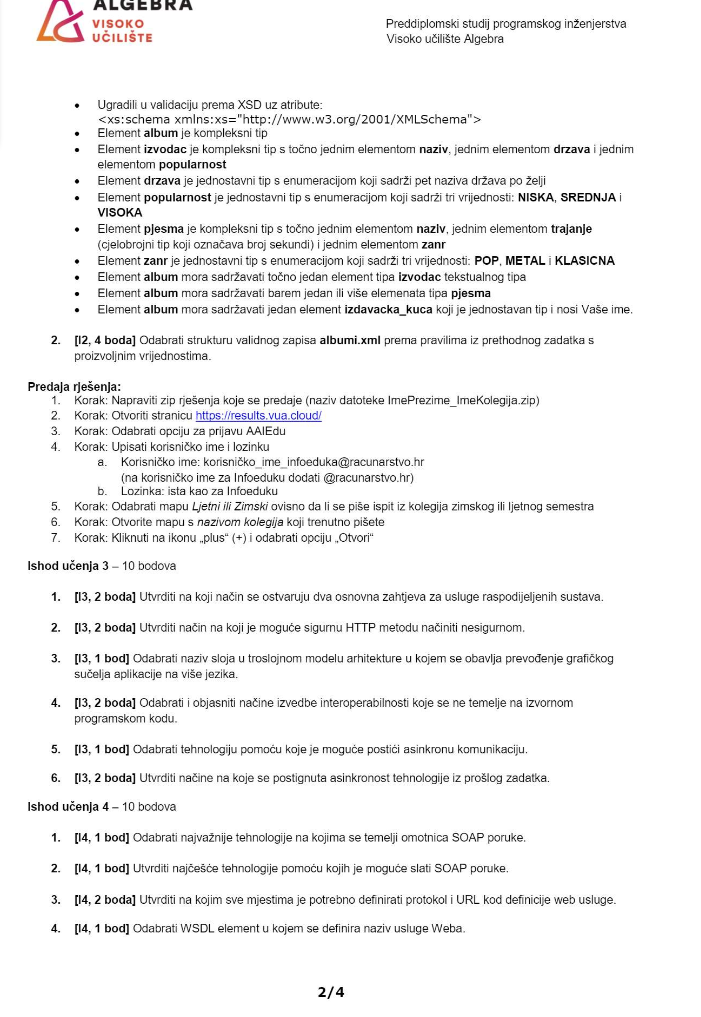 ALGEBRA
VISOKO
UČILIŠTE
Preddiplomski studij programskog inženjerstva
Visoko učilište Algebra
• Ugradili u validaciju prema XSD uz atribute:
<xs:schema xmlns:xs="http://www.w3.org/2001/XMLSchema">
• Element album je kompleksni tip
• Element izvodac je kompleksni tip s točno jednim elementom naziv, jednim elementom drzava i jednim
elementom popularnost
• Element drzava je jednostavni tip s enumeracijom koji sadrži pet naziva država po želji
• Element popularnost je jednostavni tip s enumeracijom koji sadrži tri vrijednosti: NISKA, SREDNJA i
VISOKA
• Element pjesma je kompleksni tip s točno jednim elementom naziv, jednim elementom trajanje
(cjelobrojni tip koji označava broj sekundi) i jednim elementom zanr
• Element zanr je jednostavni tip s enumeracijom koji sadrži tri vrijednosti: POP, METAL i KLASICNA
• Element album mora sadržavati točno jedan element tipa izvodac tekstualnog tipa
• Element album mora sadržavati barem jedan ili više elemenata tipa pjesma
• Element album mora sadržavati jedan element izdavacka_kuca koji je jednostavan tip i nosi Vaše ime.
2. [I2, 4 boda] Odabrati strukturu validnog zapisa albumi.xml prema pravilima iz prethodnog zadatka s
proizvoljnim vrijednostima.
Predaja rješenja:
1. Korak: Napraviti zip rješenja koje se predaje (naziv datoteke ImePrezime_ImeKolegija.zip)
2. Korak: Otvoriti stranicu https://results.vua.cloud/
3. Korak: Odabrati opciju za prijavu AAIEdu
4. Korak: Upisati korisničko ime i lozinku
a. Korisničko ime: korisničko_ime_infoeduka@racunarstvo.hr
(na korisničko ime za Infoeduku dodati @racunarstvo.hr)
b. Lozinka: ista kao za Infoeduku
5. Korak: Odabrati mapu Ljetni ili Zimski ovisno da li se piše ispit iz kolegija zimskog ili ljetnog semestra
6. Korak: Otvorite mapu s nazivom kolegija koji trenutno pišete
7. Korak: Kliknuti na ikonu „plus“ (+) i odabrati opciju „Otvori“
Ishod učenja 3 – 10 bodova
1. [I3, 2 boda] Utvrditi na koji način se ostvaruju dva osnovna zahtjeva za usluge raspodijeljenih sustava.
2. [I3, 2 boda] Utvrditi način na koji je moguće sigurnu HTTP metodu načiniti nesigurnom.
3. [I3, 1 bod] Odabrati naziv sloja u troslojnom modelu arhitekture u kojem se obavlja prevođenje grafičkog
sučelja aplikacije na više jezika.
4. [I3, 2 boda] Odabrati i objasniti načine izvedbe interoperabilnosti koje se ne temelje na izvornom
programskom kodu.
5. [I3, 1 bod] Odabrati tehnologiju pomoću koje je moguće postići asinkronu komunikaciju.
6. [I3, 2 boda] Utvrditi načine na koje se postignuta asinkronost tehnologije iz prošlog zadatka.
Ishod učenja 4 – 10 bodova
1. [I4, 1 bod] Odabrati najvažnije tehnologije na kojima se temelji omotnica SOAP poruke.
2. [I4, 1 bod] Utvrditi najčešće tehnologije pomoću kojih je moguće slati SOAP poruke.
3. [I4, 2 boda] Utvrditi na kojim sve mjestima je potrebno definirati protokol i URL kod definicije web usluge.
4. [I4, 1 bod] Odabrati WSDL element u kojem se definira naziv usluge Weba.
2/4